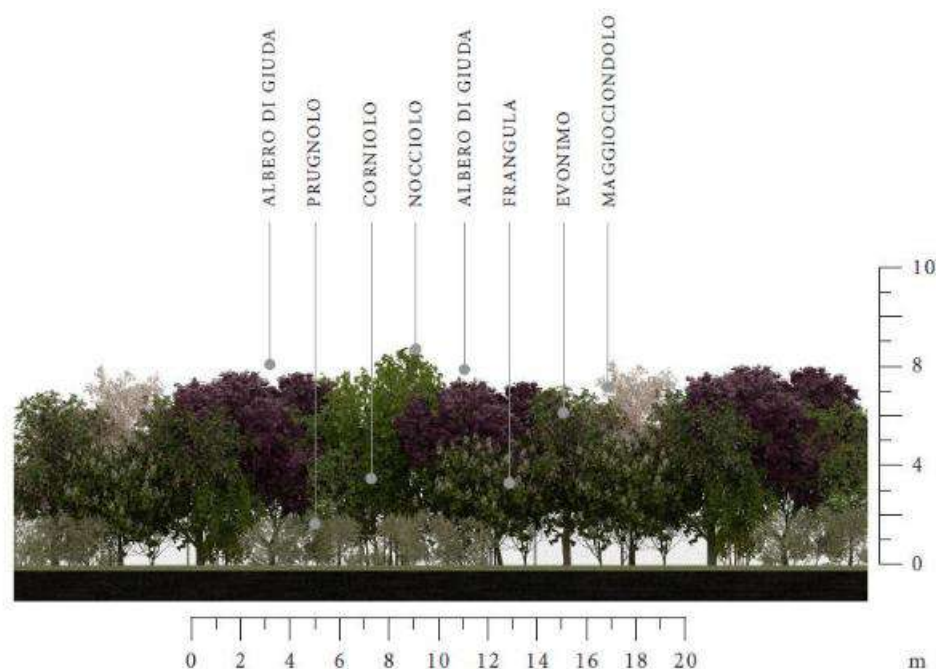 ALBERO DI GIUDA
PRUGNOLO
CORNIOLO
NOCCIOLO
ALBERO DI GIUDA
FRANGULA
EVONIMO
MAGGIOCIONDOLO
10
8
4
2
0
0 2 4 6 8 10 12 14 16 18 20 m